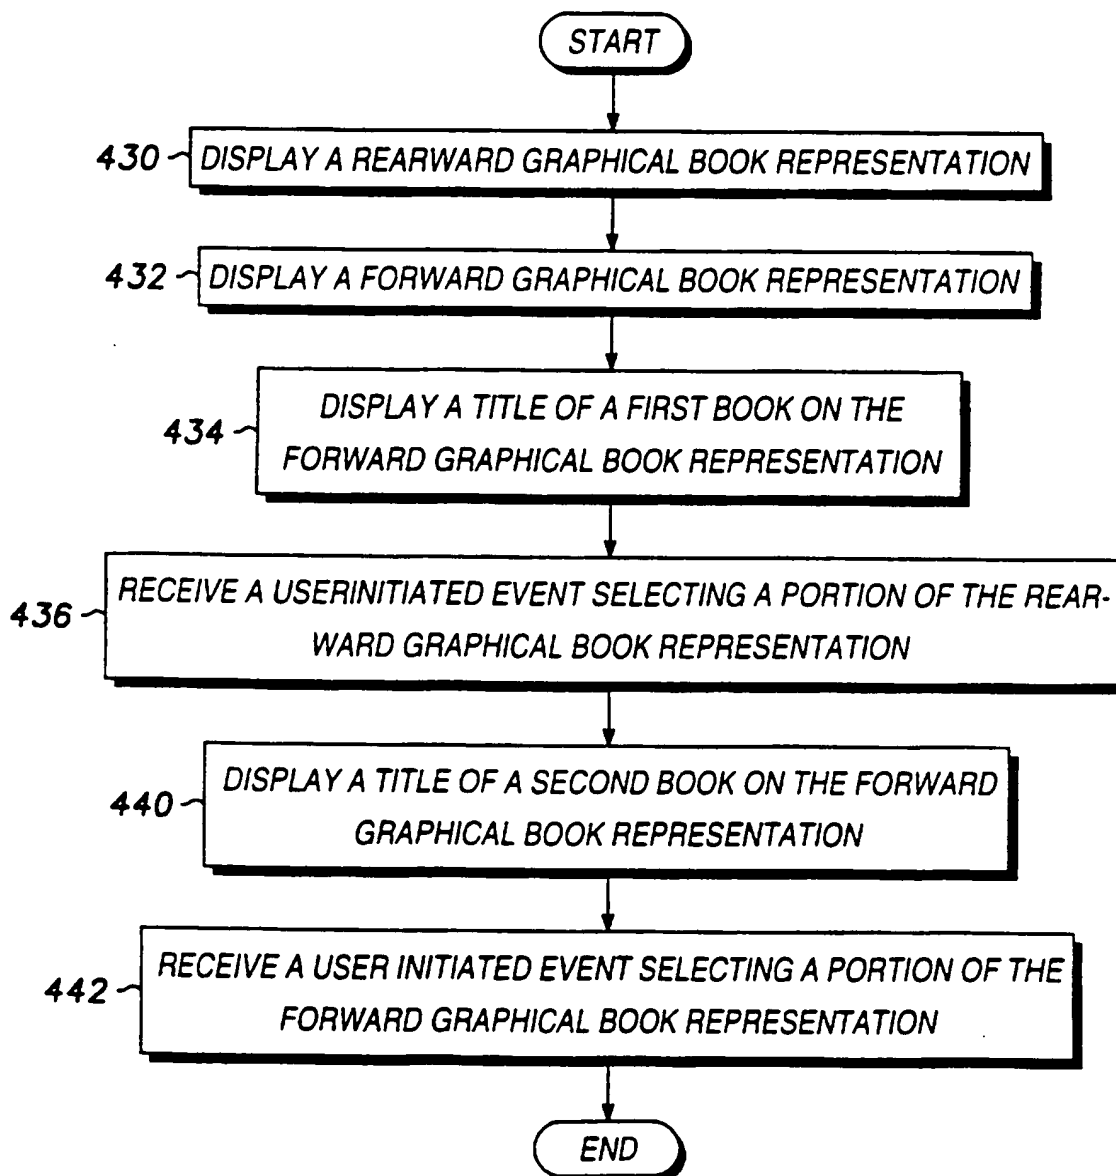 START
430 DISPLAY A REARWARD GRAPHICAL BOOK REPRESENTATION
432 DISPLAY A FORWARD GRAPHICAL BOOK REPRESENTATION
DISPLAY A TITLE OF A FIRST BOOK ON THE
434
FORWARD GRAPHICAL BOOK REPRESENTATION
RECEIVE A USERINITIATED EVENT SELECTING A PORTION OF THE REAR-
436
WARD GRAPHICAL BOOK REPRESENTATION
DISPLAY A TITLE OF A SECOND BOOK ON THE FORWARD
440
GRAPHICAL BOOK REPRESENTATION
RECEIVE A USER INITIATED EVENT SELECTING A PORTION OF THE
442
FORWARD GRAPHICAL BOOK REPRESENTATION
END